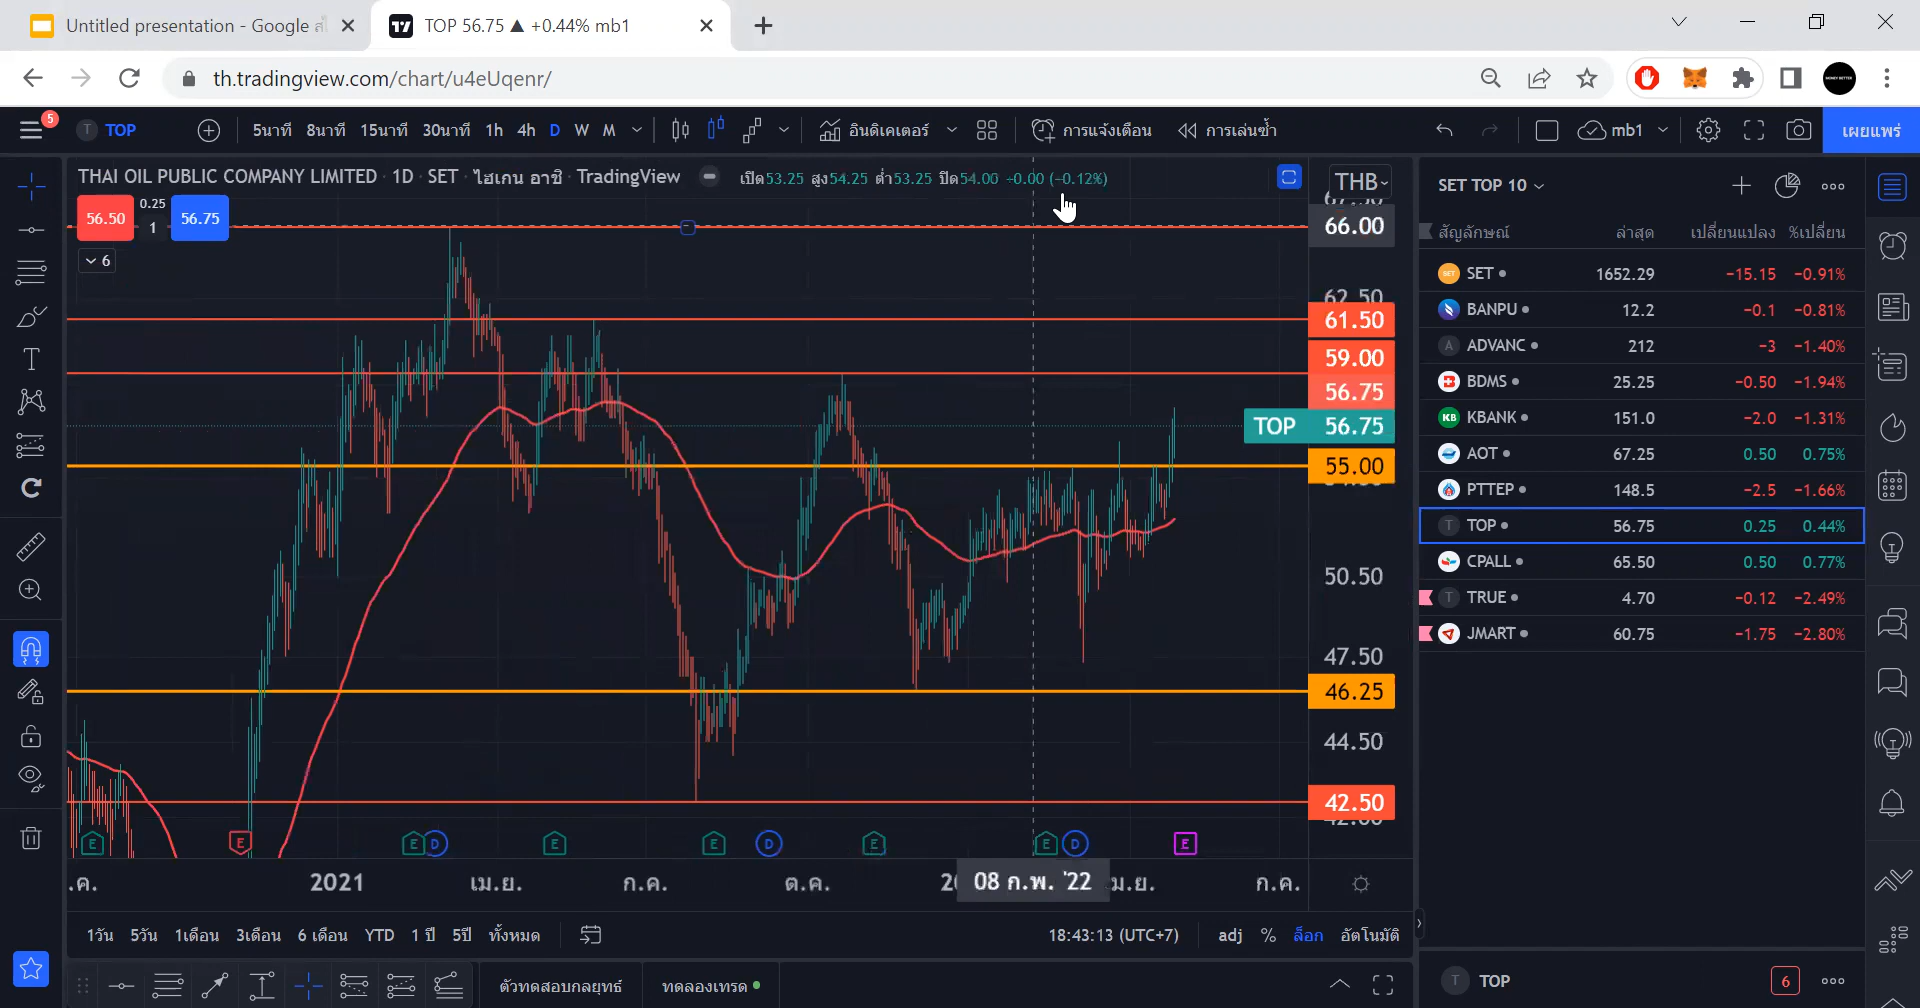 Untitled presentation - Google ส
TOP 56.75 ▲ +0.44% mb1
th.tradingview.com/chart/u4eUqenr/
5
T TOP
5นาที 8นาที 15นาที 30นาที 1h 4h D W M
อินดิเคเตอร์
การแจ้งเตือน
การเล่นซ้ำ
mb1
เผยแพร่
THAI OIL PUBLIC COMPANY LIMITED · 1D · SET · ไฮเกน อาชิ · TradingView
เปิด53.25 สูง54.25 ต่ำ53.25 ปิด54.00 -0.00 (-0.12%)
THB
56.50
0.25
1
56.75
6
66.00
62.50
61.50
59.00
56.75
TOP 56.75
55.00
50.50
47.50
46.25
44.50
42.50
E E E D E E D E E D E
.ค. 2021 เม.ย. ก.ค. ต.ค. 08 ก.พ. '22 ม.ย. ก.ค.
1วัน 5วัน 1เดือน 3เดือน 6 เดือน YTD 1 ปี 5ปี ทั้งหมด
18:43:13 (UTC+7) adj % ล็อก อัตโนมัติ
ตัวทดสอบกลยุทธ์ ทดลองเทรด
SET TOP 10
สัญลักษณ์ ล่าสุด เปลี่ยนแปลง %เปลี่ยน
SET 1652.29 -15.15 -0.91%
BANPU 12.2 -0.1 -0.81%
A ADVANC 212 -3 -1.40%
BDMS 25.25 -0.50 -1.94%
KB KBANK 151.0 -2.0 -1.31%
AOT 67.25 0.50 0.75%
PTTEP 148.5 -2.5 -1.66%
T TOP 56.75 0.25 0.44%
CPALL 65.50 0.50 0.77%
T TRUE 4.70 -0.12 -2.49%
JMART 60.75 -1.75 -2.80%
T TOP 6